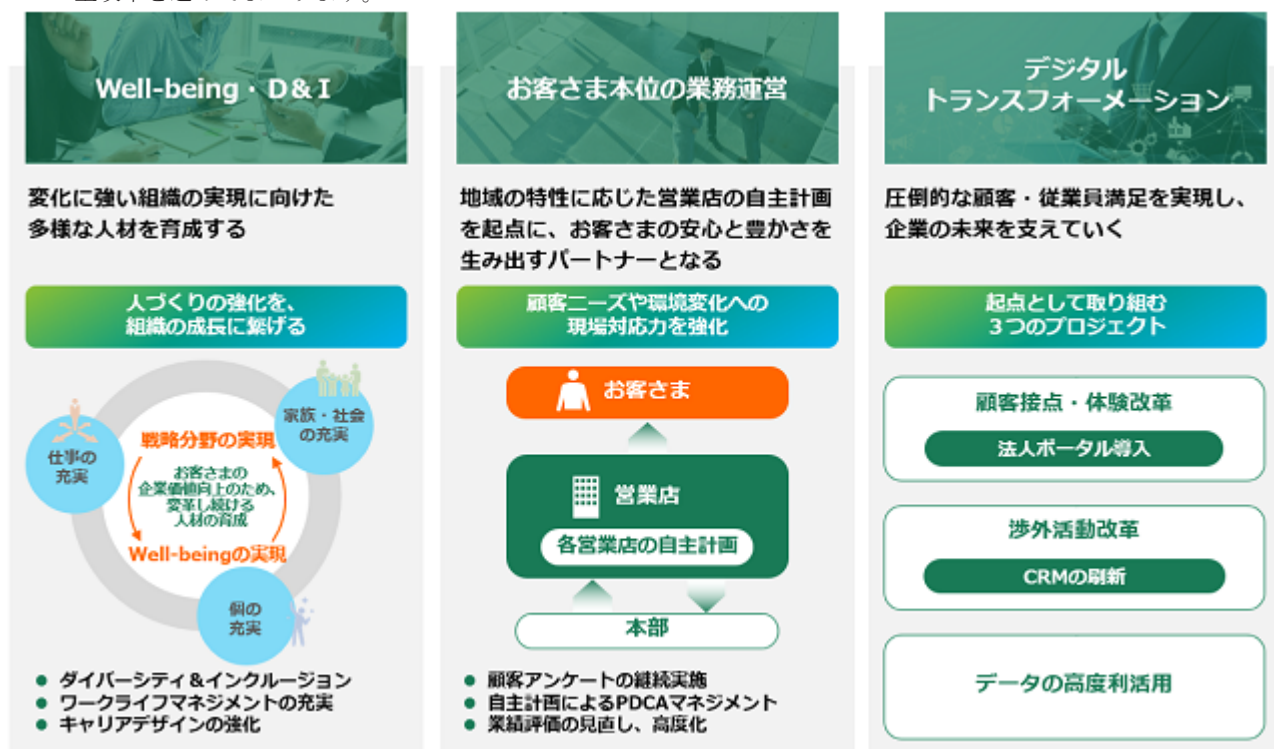 Well-being・D&I
変化に強い組織の実現に向けた
多様な人材を育成する
人づくりの強化を、
組織の成長に繋げる
家族・社会
の充実
仕事の
充実
戦略分野の実現
お客さまの
企業価値向上のため、
変革し続ける
人材の育成
Well-beingの実現
個の
充実
● ダイバーシティ&インクルージョン
● ワークライフマネジメントの充実
● キャリアデザインの強化
お客さま本位の業務運営
地域の特性に応じた営業店の自主計画
を起点に、お客さまの安心と豊かさを
生み出すパートナーとなる
顧客ニーズや環境変化への
現場対応力を強化
お客さま
営業店
各営業店の自主計画
本部
● 顧客アンケートの継続実施
● 自主計画によるPDCAマネジメント
● 業績評価の見直し、高度化
デジタル
トランスフォーメーション
圧倒的な顧客・従業員満足を実現し、
企業の未来を支えていく
起点として取り組む
3つのプロジェクト
顧客接点・体験改革
法人ポータル導入
渉外活動改革
CRMの刷新
データの高度利活用